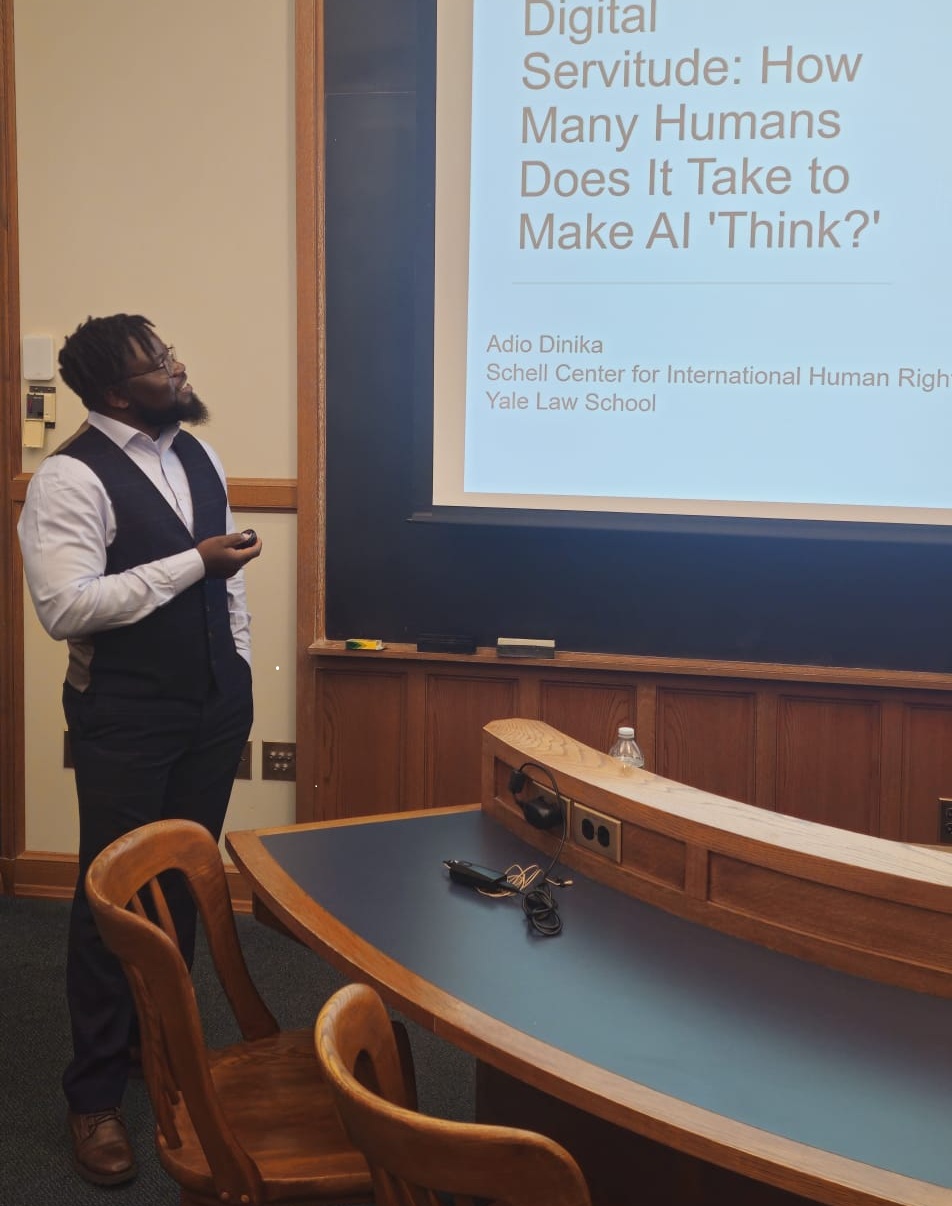 Digital
Servitude: How
Many Humans
Does It Take to
Make AI 'Think?'
Adio Dinika
Schell Center for International Human Righ
Yale Law School